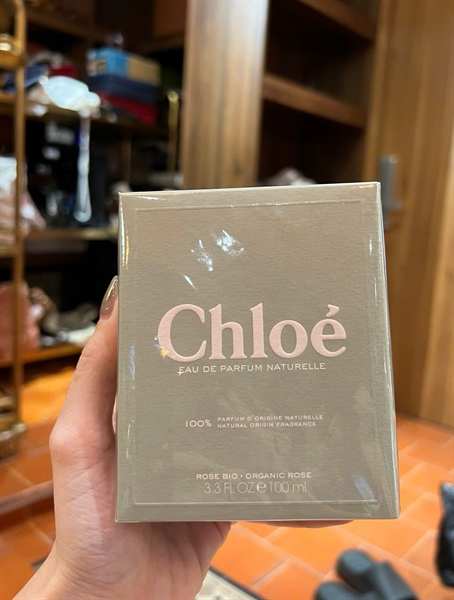 Chloé
EAU DE PARFUM NATURELLE
100% PARFUM D'ORIGINE NATURELLE
NATURAL ORIGIN FRAGRANCE
ROSE BIO • ORGANIC ROSE
3.3 FL.OZ ℮ 100 ml